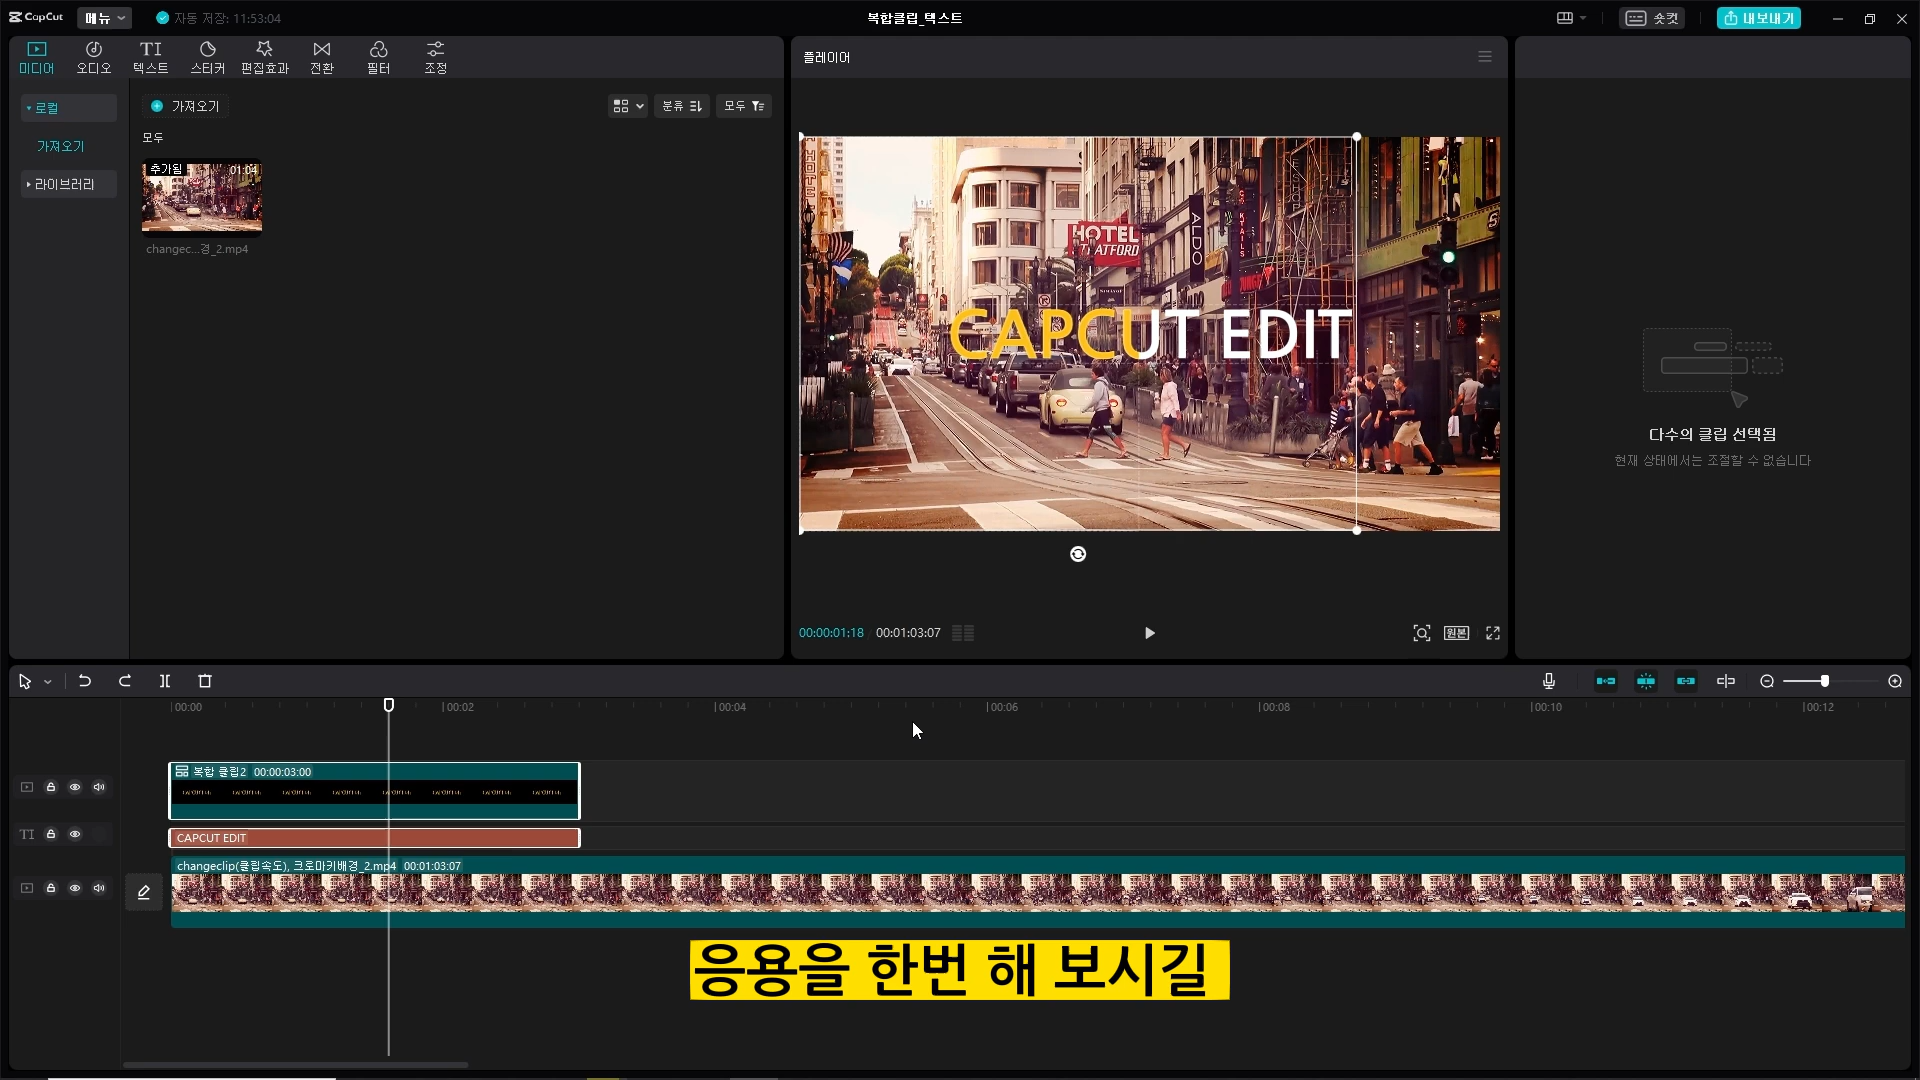 CapCut
메뉴
자동 저장: 11:53:04
복합클립_텍스트
숏컷
내보내기
미디어
오디오
텍스트
스티커
편집효과
전환
필터
조정
로컬
가져오기
라이브러리
가져오기
분류
모두
모두
추가됨
01:04
changec...경_2.mp4
플레이어
HOTEL
STRATFORD
ALDO
CAPCUT EDIT
00:00:01:18
00:01:03:07
원본
다수의 클립 선택됨
현재 상태에서는 조절할 수 없습니다
00:00
00:02
00:04
00:06
00:08
00:10
00:12
복합 클립2 00:00:03:00
TI
CAPCUT EDIT
changeclip(클립속도), 크로마키배경_2.mp4 00:01:03:07
응용을 한번 해 보시길